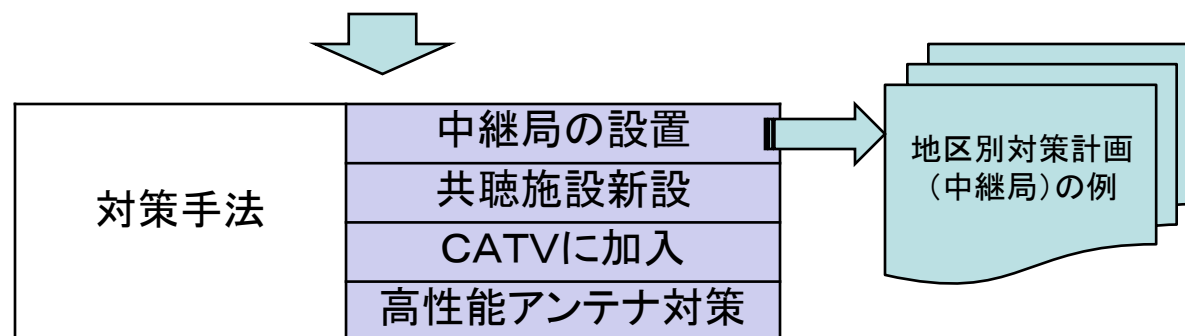 対策手法
中継局の設置
共聴施設新設
CATVに加入
高性能アンテナ対策
地区別対策計画
（中継局）の例